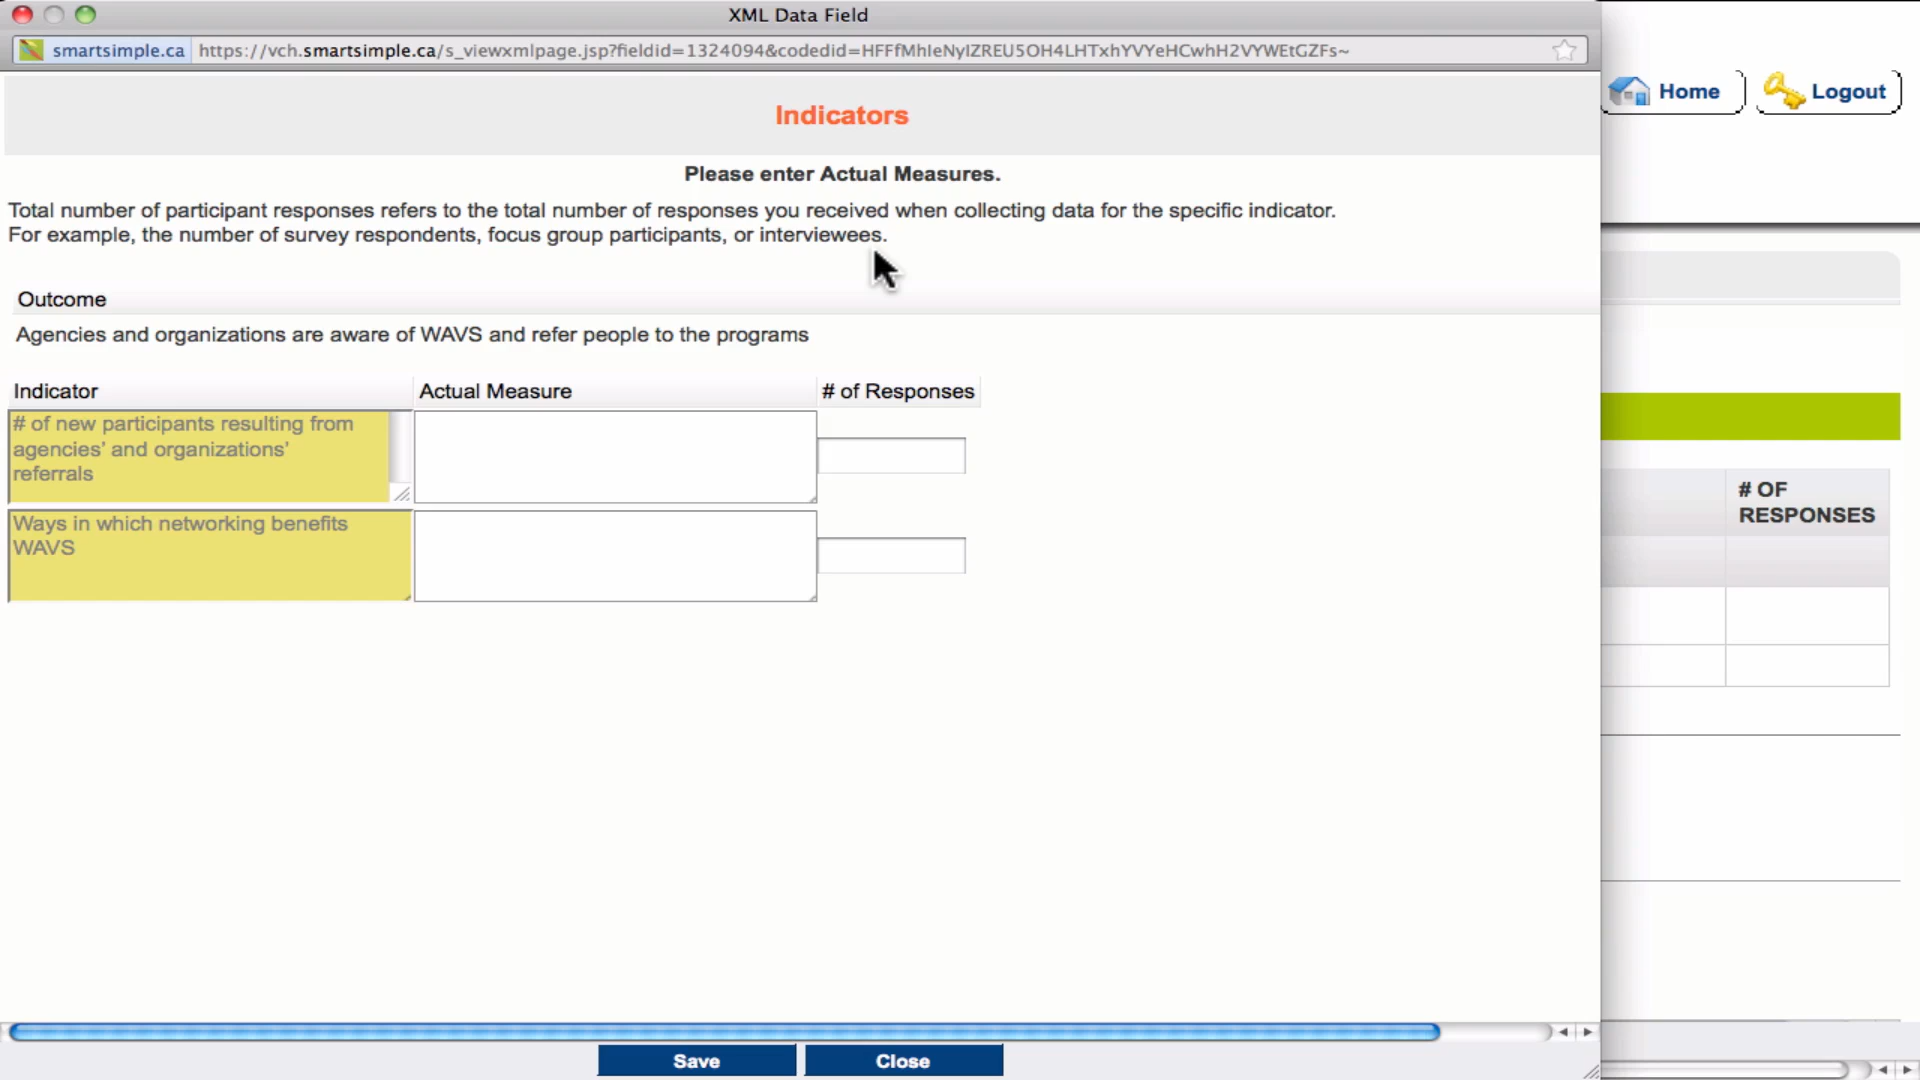 XML Data Field
smartsimple.ca https://vch.smartsimple.ca/s_viewxmlpage.jsp?fieldid=1324094&codedid=HFFfMhIeNyIZREU5OH4LHTxhYVYeHCwhH2VYWEtGZFs~
Home Logout
Indicators
Please enter Actual Measures.
Total number of participant responses refers to the total number of responses you received when collecting data for the specific indicator.
For example, the number of survey respondents, focus group participants, or interviewees.
Outcome
Agencies and organizations are aware of WAVS and refer people to the programs
Indicator Actual Measure # of Responses
# of new participants resulting from
agencies’ and organizations’
referrals
Ways in which networking benefits
WAVS
# OF
RESPONSES
Save Close